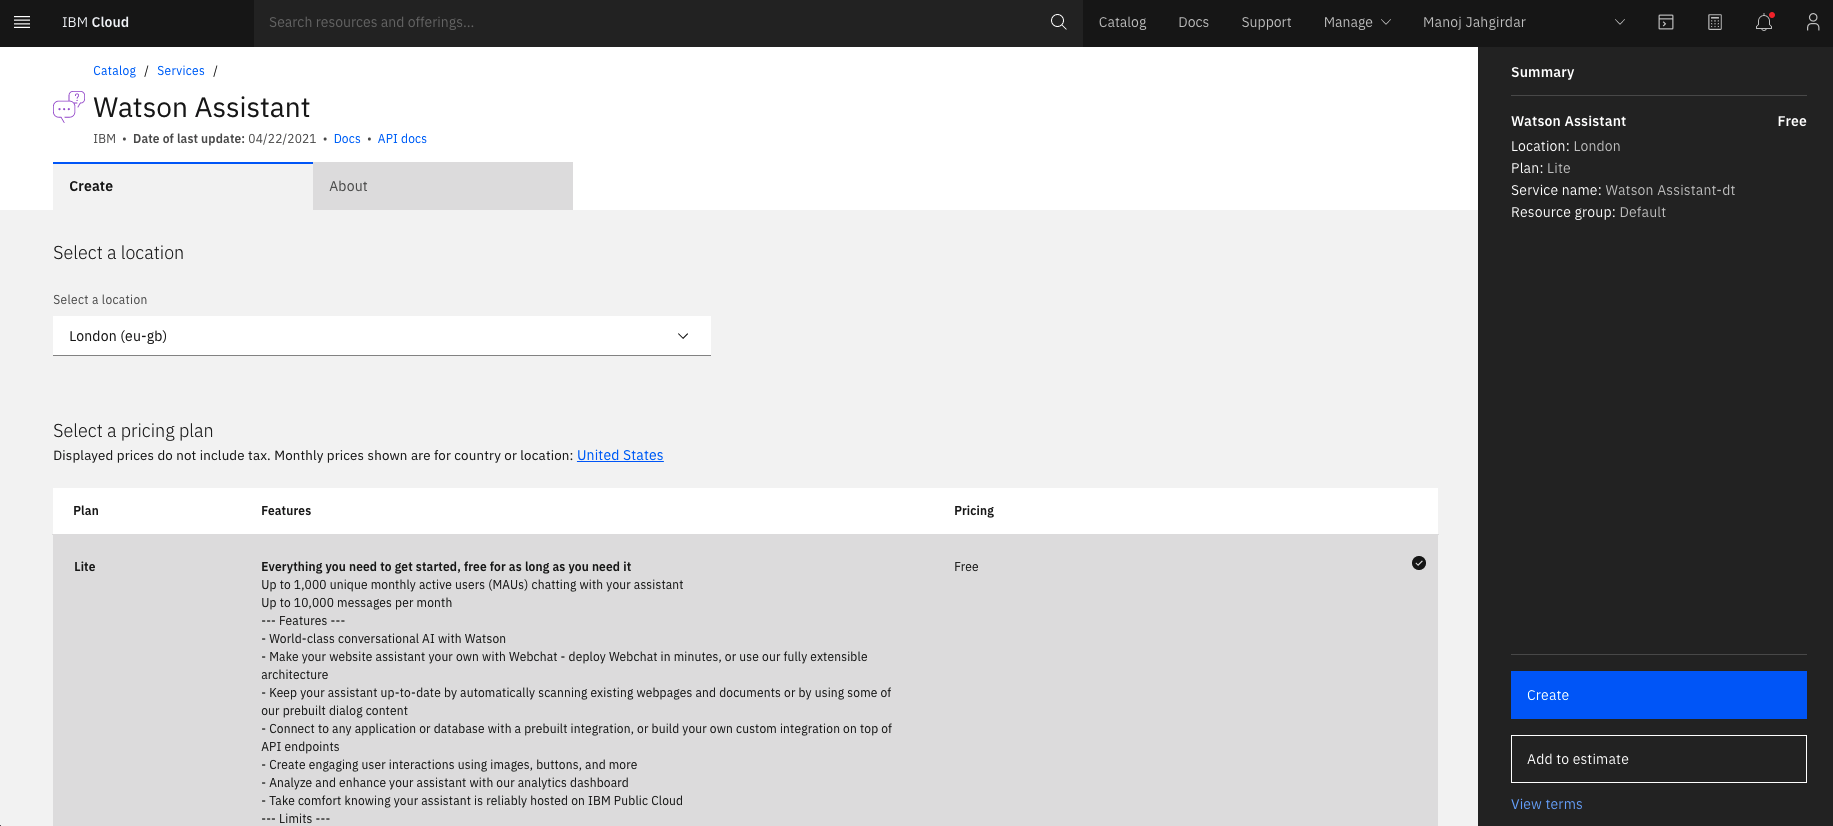 IBM Cloud
Search resources and offerings...
Catalog
Docs
Support
Manage
Manoj Jahgirdar
Catalog / Services /
Watson Assistant
IBM • Date of last update: 04/22/2021 • Docs • API docs
Create
About
Select a location
Select a location
London (eu-gb)
Select a pricing plan
Displayed prices do not include tax. Monthly prices shown are for country or location: United States
Plan
Features
Pricing
Lite
Everything you need to get started, free for as long as you need it
Free
Up to 1,000 unique monthly active users (MAUs) chatting with your assistant
Up to 10,000 messages per month
--- Features ---
- World-class conversational AI with Watson
- Make your website assistant your own with Webchat - deploy Webchat in minutes, or use our fully extensible
architecture
- Keep your assistant up-to-date by automatically scanning existing webpages and documents or by using some of
our prebuilt dialog content
- Connect to any application or database with a prebuilt integration, or build your own custom integration on top of
API endpoints
- Create engaging user interactions using images, buttons, and more
- Analyze and enhance your assistant with our analytics dashboard
- Take comfort knowing your assistant is reliably hosted on IBM Public Cloud
--- Limits ---
Summary
Watson Assistant
Free
Location: London
Plan: Lite
Service name: Watson Assistant-dt
Resource group: Default
Create
Add to estimate
View terms